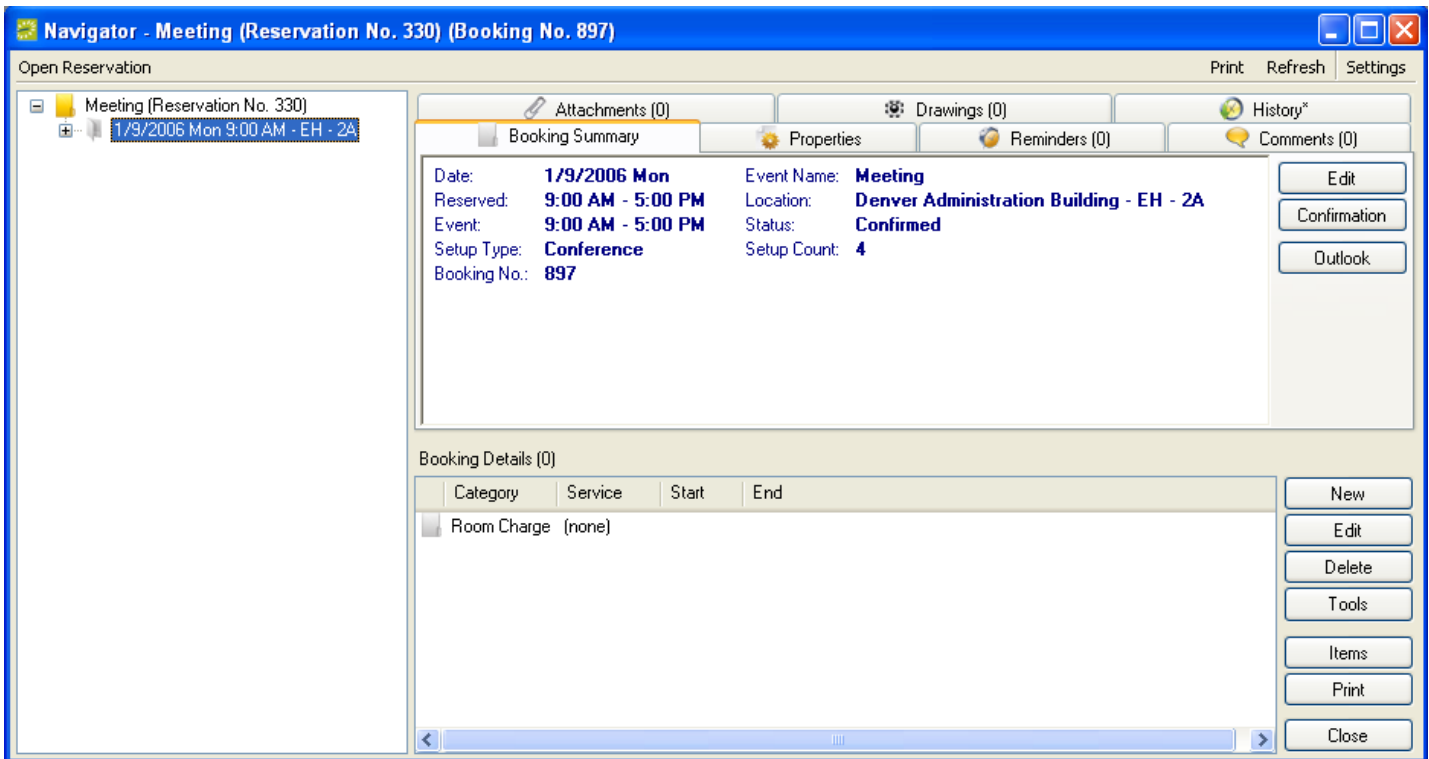 Navigator - Meeting (Reservation No. 330) (Booking No. 897)
Open Reservation Print Refresh Settings
Meeting (Reservation No. 330)
1/9/2006 Mon 9:00 AM - EH - 2A
Attachments (0) Drawings (0) History*
Booking Summary Properties Reminders (0) Comments (0)
Date: 1/9/2006 Mon Event Name: Meeting
Reserved: 9:00 AM - 5:00 PM Location: Denver Administration Building - EH - 2A
Event: 9:00 AM - 5:00 PM Status: Confirmed
Setup Type: Conference Setup Count: 4
Booking No.: 897
Edit
Confirmation
Outlook
Booking Details (0)
Category Service Start End
Room Charge (none)
New
Edit
Delete
Tools
Items
Print
Close